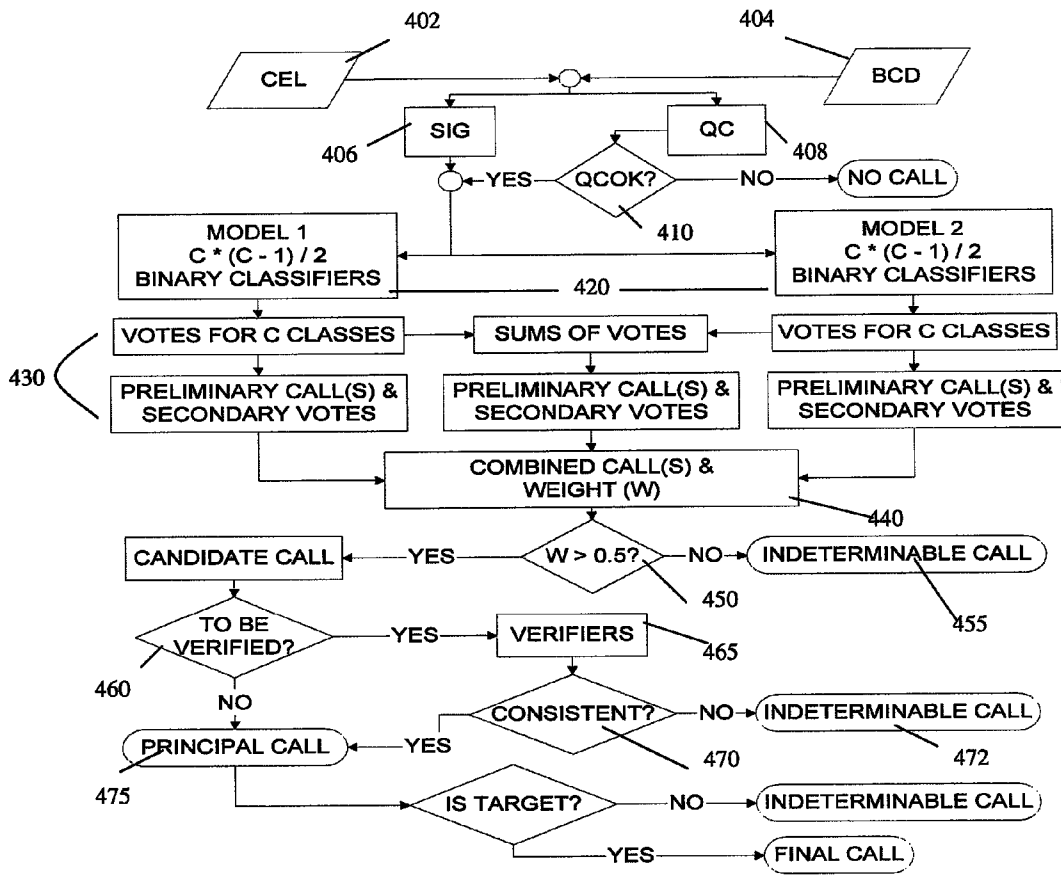 402
404
CEL
BCD
SIG
QC
406
408
YES
QCOK?
NO
NO CALL
410
MODEL 1
C * (C - 1) / 2
BINARY CLASSIFIERS
MODEL 2
C * (C - 1) / 2
BINARY CLASSIFIERS
420
VOTES FOR C CLASSES
SUMS OF VOTES
VOTES FOR C CLASSES
430
PRELIMINARY CALL(S) &
SECONDARY VOTES
PRELIMINARY CALL(S) &
SECONDARY VOTES
PRELIMINARY CALL(S) &
SECONDARY VOTES
COMBINED CALL(S) &
WEIGHT (W)
440
CANDIDATE CALL
YES
W > 0.5?
NO
INDETERMINABLE CALL
450
455
TO BE
VERIFIED?
YES
VERIFIERS
465
460
NO
CONSISTENT?
NO
INDETERMINABLE CALL
PRINCIPAL CALL
YES
470
472
475
IS TARGET?
NO
INDETERMINABLE CALL
YES
FINAL CALL